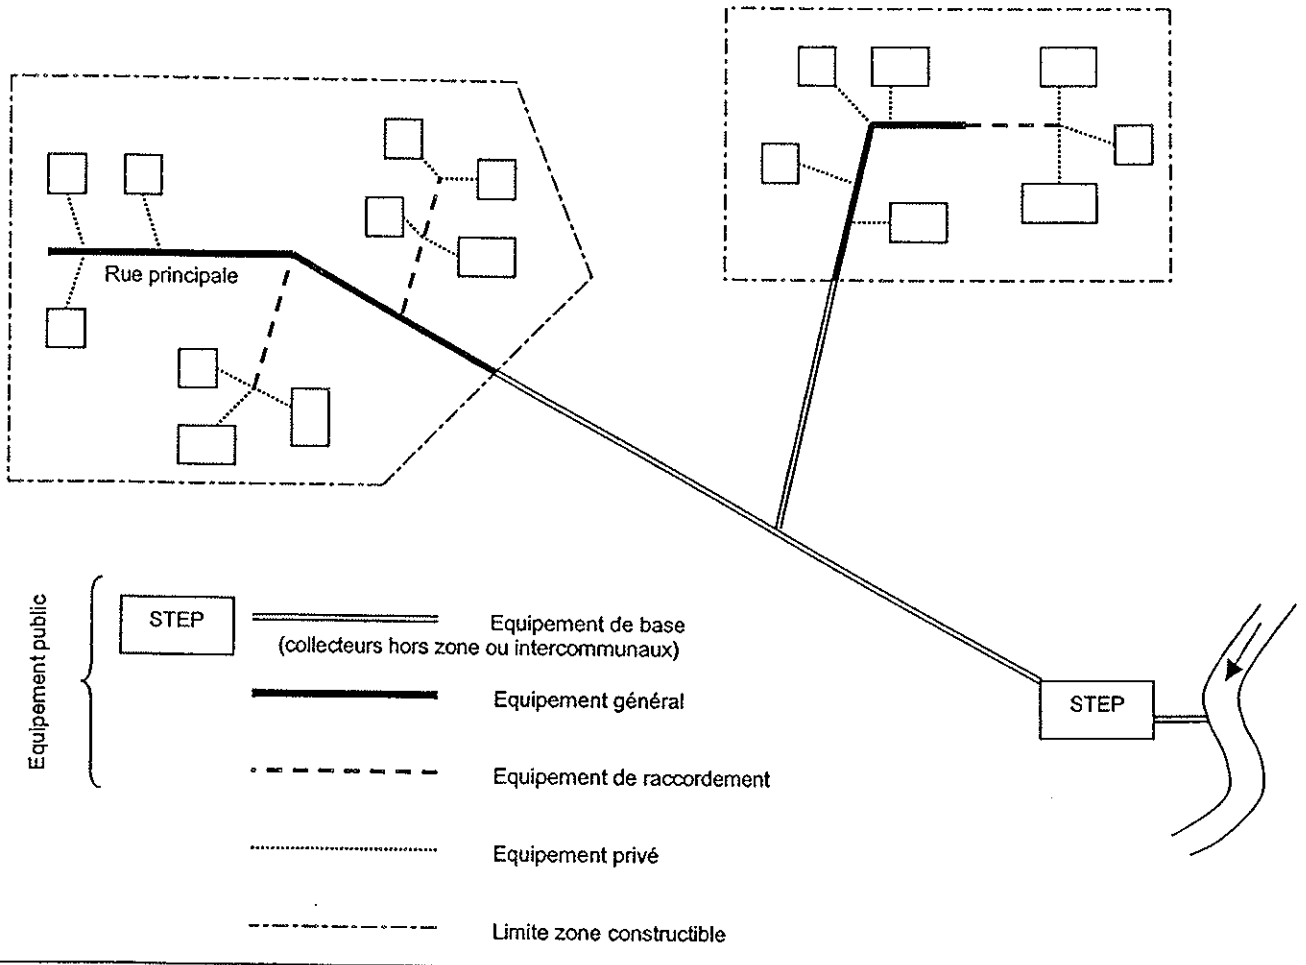 Rue principale
Equipement public
STEP
Equipement de base
(collecteurs hors zone ou intercommunaux)
Equipement général
STEP
Equipement de raccordement
Equipement privé
Limite zone constructible